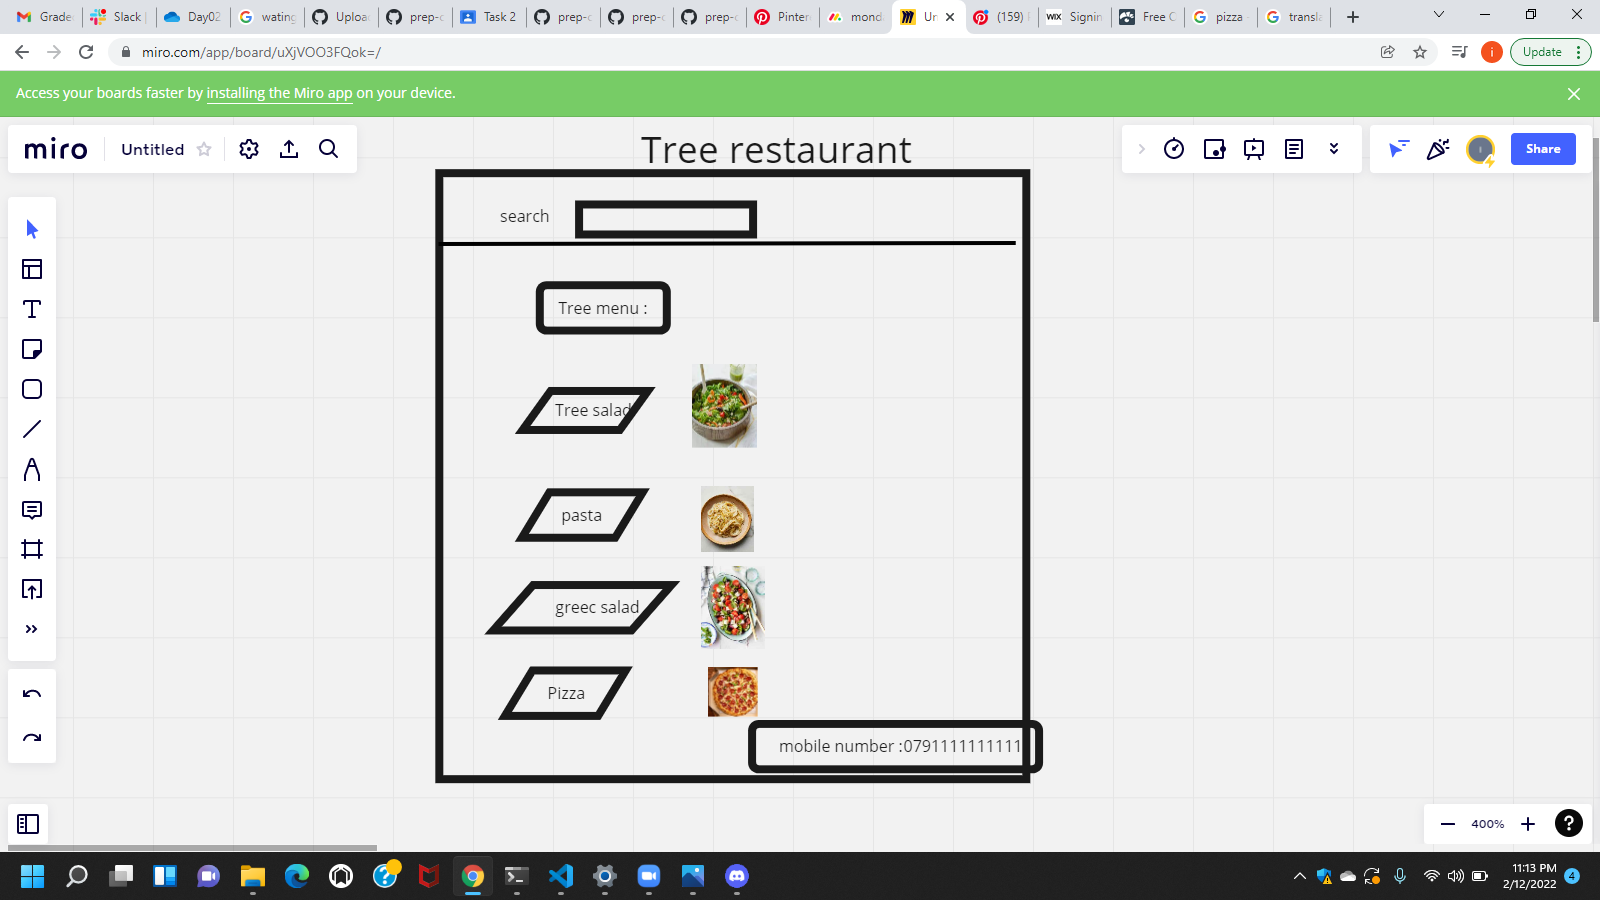 Grade
Slack
Day02
wating
Uploa
prep-c
Task 2
prep-c
prep-c
prep-c
Pinter
mond
Un
(159)
WIX Signin
Free C
pizza
transla
miro.com/app/board/uXjVOO3FQok=/
i
Update
Access your boards faster by installing the Miro app on your device.
miro
Untitled
Share
Tree restaurant
search
Tree menu :
Tree salad
pasta
greec salad
Pizza
mobile number :0791111111111
400%
?
11:13 PM
2/12/2022
4